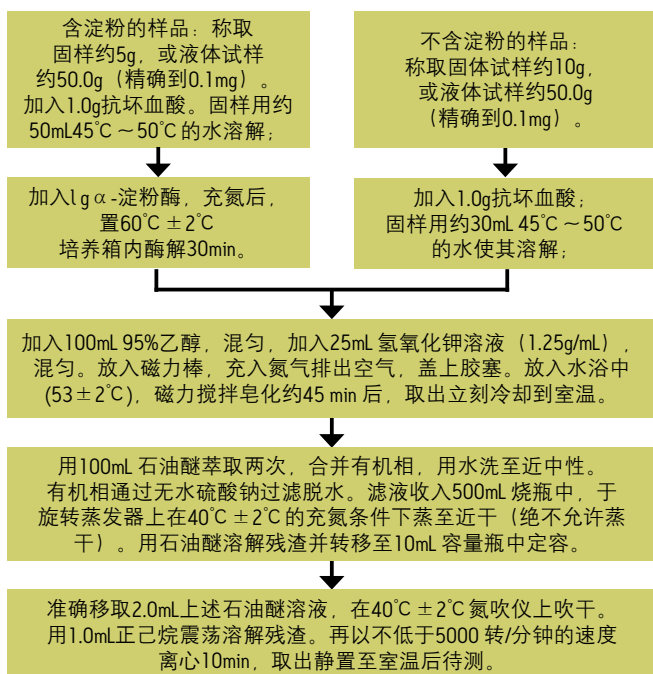 含淀粉的样品：称取
固样约5g，或液体试样
约50.0g（精确到0.1mg）。
加入1.0g抗坏血酸。固样用约
50mL45℃～50℃的水溶解；
不含淀粉的样品：
称取固体试样约10g，
或液体试样约50.0g
（精确到0.1mg）。
加入lgα-淀粉酶，充氮后，
置60℃±2℃
培养箱内酶解30min。
加入1.0g抗坏血酸；
固样用约30mL 45℃～50℃
的水使其溶解；
加入100mL 95%乙醇，混匀，加入25mL 氢氧化钾溶液（1.25g/mL），
混匀。放入磁力棒，充入氮气排出空气，盖上胶塞。放入水浴中
(53±2℃)，磁力搅拌皂化约45 min 后，取出立刻冷却到室温。
用100mL 石油醚萃取两次，合并有机相，用水洗至近中性。
有机相通过无水硫酸钠过滤脱水。滤液收入500mL 烧瓶中，于
旋转蒸发器上在40℃±2℃的充氮条件下蒸至近干（绝不允许蒸
干）。用石油醚溶解残渣并转移至10mL 容量瓶中定容。
准确移取2.0mL上述石油醚溶液，在40℃±2℃氮吹仪上吹干。
用1.0mL正己烷震荡溶解残渣。再以不低于5000 转/分钟的速度
离心10min，取出静置至室温后待测。